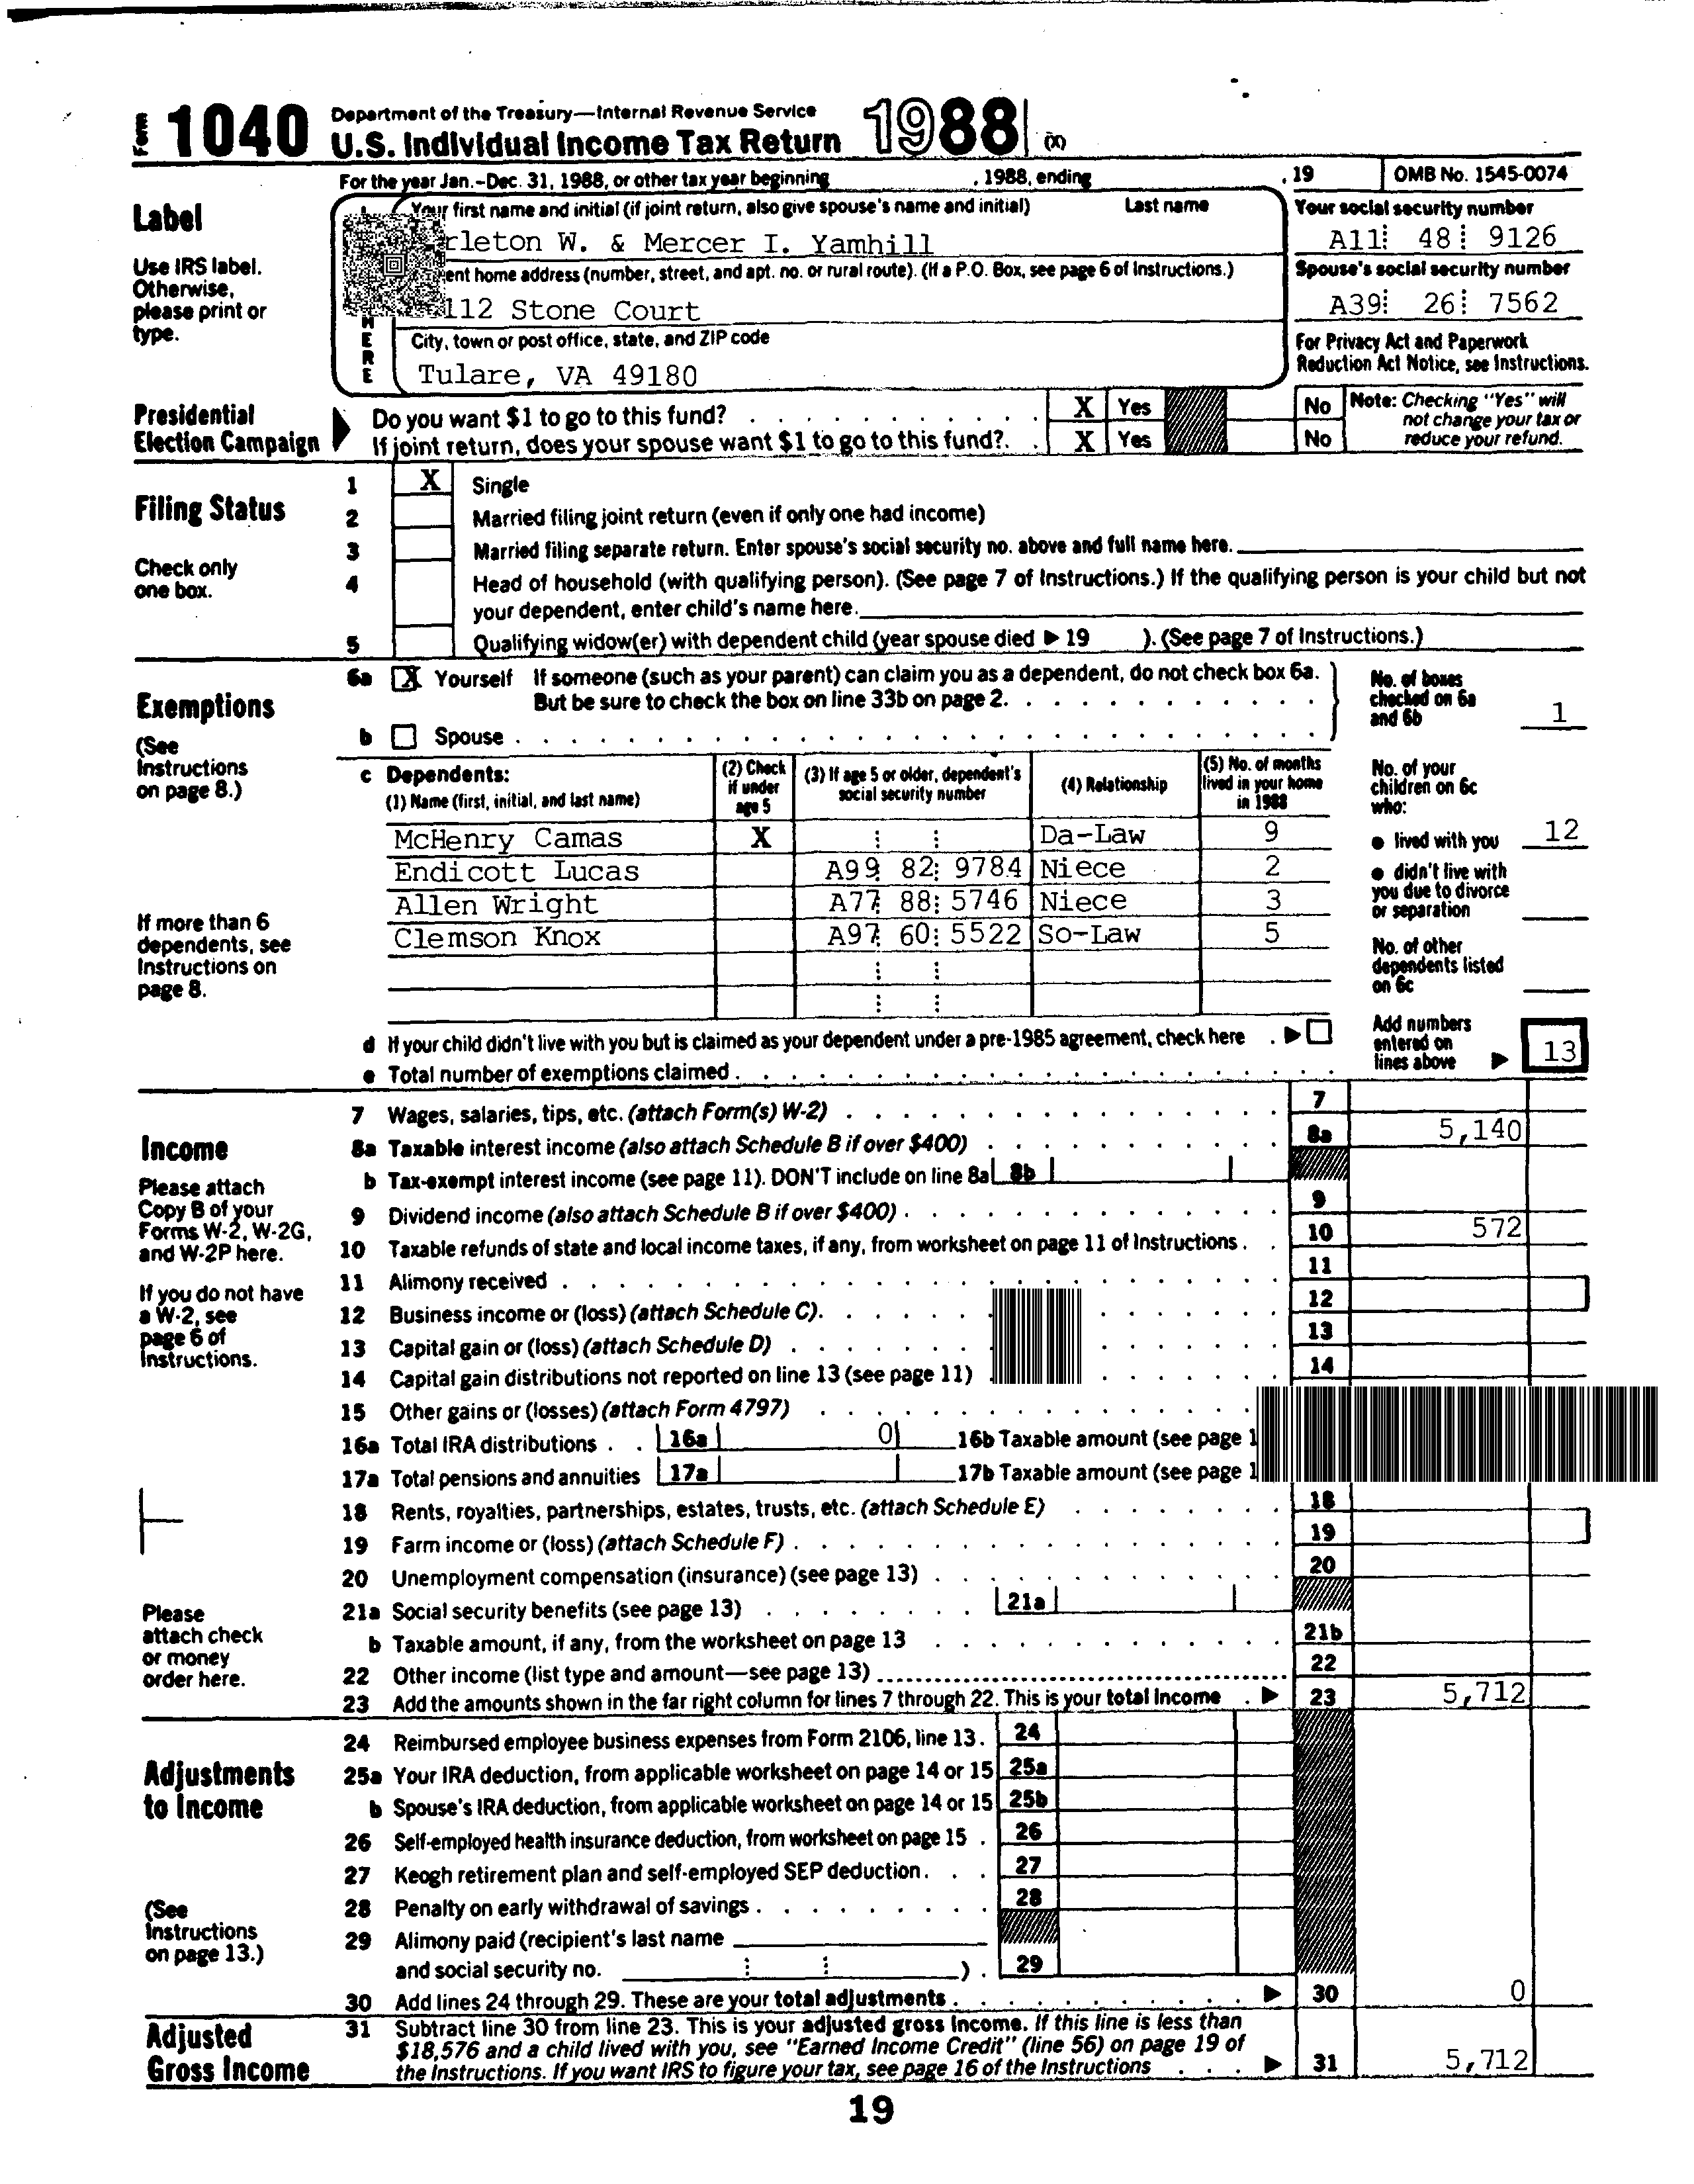 Form 1040 Department of the Treasury—Internal Revenue Service
U.S. Individual Income Tax Return 1988 (X)
For the year Jan.-Dec. 31, 1988, or other tax year beginning , 1988, ending , 19 OMB No. 1545-0074
Label
Use IRS label.
Otherwise,
please print or
type.
HERE
Your first name and initial (if joint return, also give spouse's name and initial) Last name
rleton W. & Mercer I. Yamhill
ent home address (number, street, and apt. no. or rural route). (If a P.O. Box, see page 6 of Instructions.)
112 Stone Court
City, town or post office, state, and ZIP code
Tulare, VA 49180
Your social security number
A11 48 9126
Spouse's social security number
A39 26 7562
For Privacy Act and Paperwork
Reduction Act Notice, see Instructions.
Presidential
Election Campaign
Do you want $1 to go to this fund? X Yes No
If joint return, does your spouse want $1 to go to this fund?. X Yes No
Note: Checking "Yes" will
not change your tax or
reduce your refund.
Filing Status
Check only
one box.
1 X Single
2 Married filing joint return (even if only one had income)
3 Married filing separate return. Enter spouse's social security no. above and full name here.
4 Head of household (with qualifying person). (See page 7 of Instructions.) If the qualifying person is your child but not
your dependent, enter child's name here.
5 Qualifying widow(er) with dependent child (year spouse died ▶ 19 ). (See page 7 of Instructions.)
Exemptions
(See
Instructions
on page 8.)
If more than 6
dependents, see
Instructions on
page 8.
6a X Yourself If someone (such as your parent) can claim you as a dependent, do not check box 6a.
But be sure to check the box on line 33b on page 2.
b Spouse
No. of boxes
checked on 6a
and 6b 1
c Dependents:
(1) Name (first, initial, and last name)
(2) Check
if under
age 5
(3) If age 5 or older, dependent's
social security number
(4) Relationship
(5) No. of months
lived in your home
in 1988
McHenry Camas X Da-Law 9
Endicott Lucas A99 82 9784 Niece 2
Allen Wright A77 88 5746 Niece 3
Clemson Knox A97 60 5522 So-Law 5
No. of your
children on 6c
who:
● lived with you 12
● didn't live with
you due to divorce
or separation
No. of other
dependents listed
on 6c
d If your child didn't live with you but is claimed as your dependent under a pre-1985 agreement, check here . ▶
e Total number of exemptions claimed
Add numbers
entered on
lines above ▶ 13
Income
Please attach
Copy B of your
Forms W-2, W-2G,
and W-2P here.
If you do not have
a W-2, see
page 6 of
Instructions.
Please
attach check
or money
order here.
7 Wages, salaries, tips, etc. (attach Form(s) W-2) 7
8a Taxable interest income (also attach Schedule B if over $400) 8a 5,140
b Tax-exempt interest income (see page 11). DON'T include on line 8a 8b
9 Dividend income (also attach Schedule B if over $400) 9
10 Taxable refunds of state and local income taxes, if any, from worksheet on page 11 of Instructions 10 572
11 Alimony received 11
12 Business income or (loss) (attach Schedule C) 12
13 Capital gain or (loss) (attach Schedule D) 13
14 Capital gain distributions not reported on line 13 (see page 11) 14
15 Other gains or (losses) (attach Form 4797)
16a Total IRA distributions 16a 0 16b Taxable amount (see page 1
17a Total pensions and annuities 17a 17b Taxable amount (see page 1
18 Rents, royalties, partnerships, estates, trusts, etc. (attach Schedule E) 18
19 Farm income or (loss) (attach Schedule F) 19
20 Unemployment compensation (insurance) (see page 13) 20
21a Social security benefits (see page 13) 21a
b Taxable amount, if any, from the worksheet on page 13 21b
22 Other income (list type and amount—see page 13) 22
23 Add the amounts shown in the far right column for lines 7 through 22. This is your total income ▶ 23 5,712
Adjustments
to Income
(See
Instructions
on page 13.)
24 Reimbursed employee business expenses from Form 2106, line 13. 24
25a Your IRA deduction, from applicable worksheet on page 14 or 15 25a
b Spouse's IRA deduction, from applicable worksheet on page 14 or 15 25b
26 Self-employed health insurance deduction, from worksheet on page 15 26
27 Keogh retirement plan and self-employed SEP deduction 27
28 Penalty on early withdrawal of savings 28
29 Alimony paid (recipient's last name
and social security no. ) 29
30 Add lines 24 through 29. These are your total adjustments ▶ 30 0
Adjusted
Gross Income
31 Subtract line 30 from line 23. This is your adjusted gross income. If this line is less than
$18,576 and a child lived with you, see "Earned Income Credit" (line 56) on page 19 of
the Instructions. If you want IRS to figure your tax, see page 16 of the Instructions ▶ 31 5,712
19